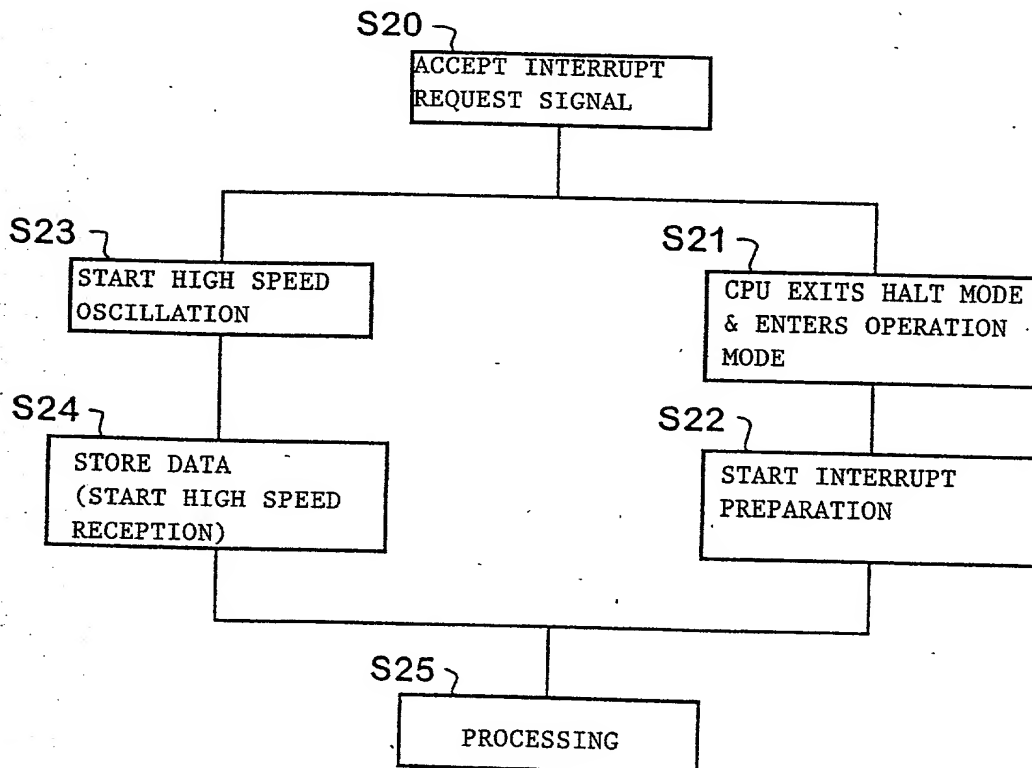 S20
ACCEPT INTERRUPT
REQUEST SIGNAL
S23
START HIGH SPEED
OSCILLATION
S21
CPU EXITS HALT MODE
& ENTERS OPERATION
MODE
S24
STORE DATA
(START HIGH SPEED
RECEPTION)
S22
START INTERRUPT
PREPARATION
S25
PROCESSING